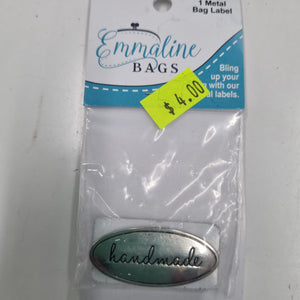 1 Metal
Bag Label
Emmaline
BAGS
Bling
up your
with our
labels.
$4.00
handmade